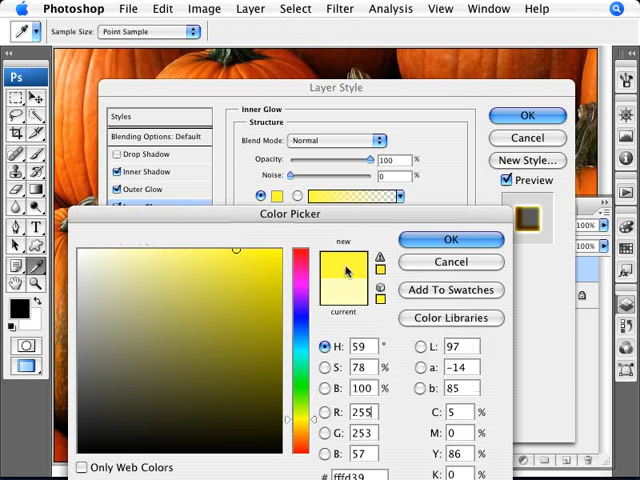 Photoshop File Edit Image Layer Select Filter Analysis View Window Help
Sample Size: Point Sample
Ps
Layer Style
Styles
Blending Options: Default
Drop Shadow
Inner Shadow
Outer Glow
Inner Glow
Structure
Blend Mode: Normal
Opacity: 100 %
Noise: 0 %
OK
Cancel
New Style...
Preview
100%
100%
Color Picker
new
current
OK
Cancel
Add To Swatches
Color Libraries
H: 59 °
S: 78 %
B: 100 %
R: 255
G: 253
B: 57
# fffd39
L: 97
a: -14
b: 85
C: 5 %
M: 0 %
Y: 86 %
K: 0 %
Only Web Colors